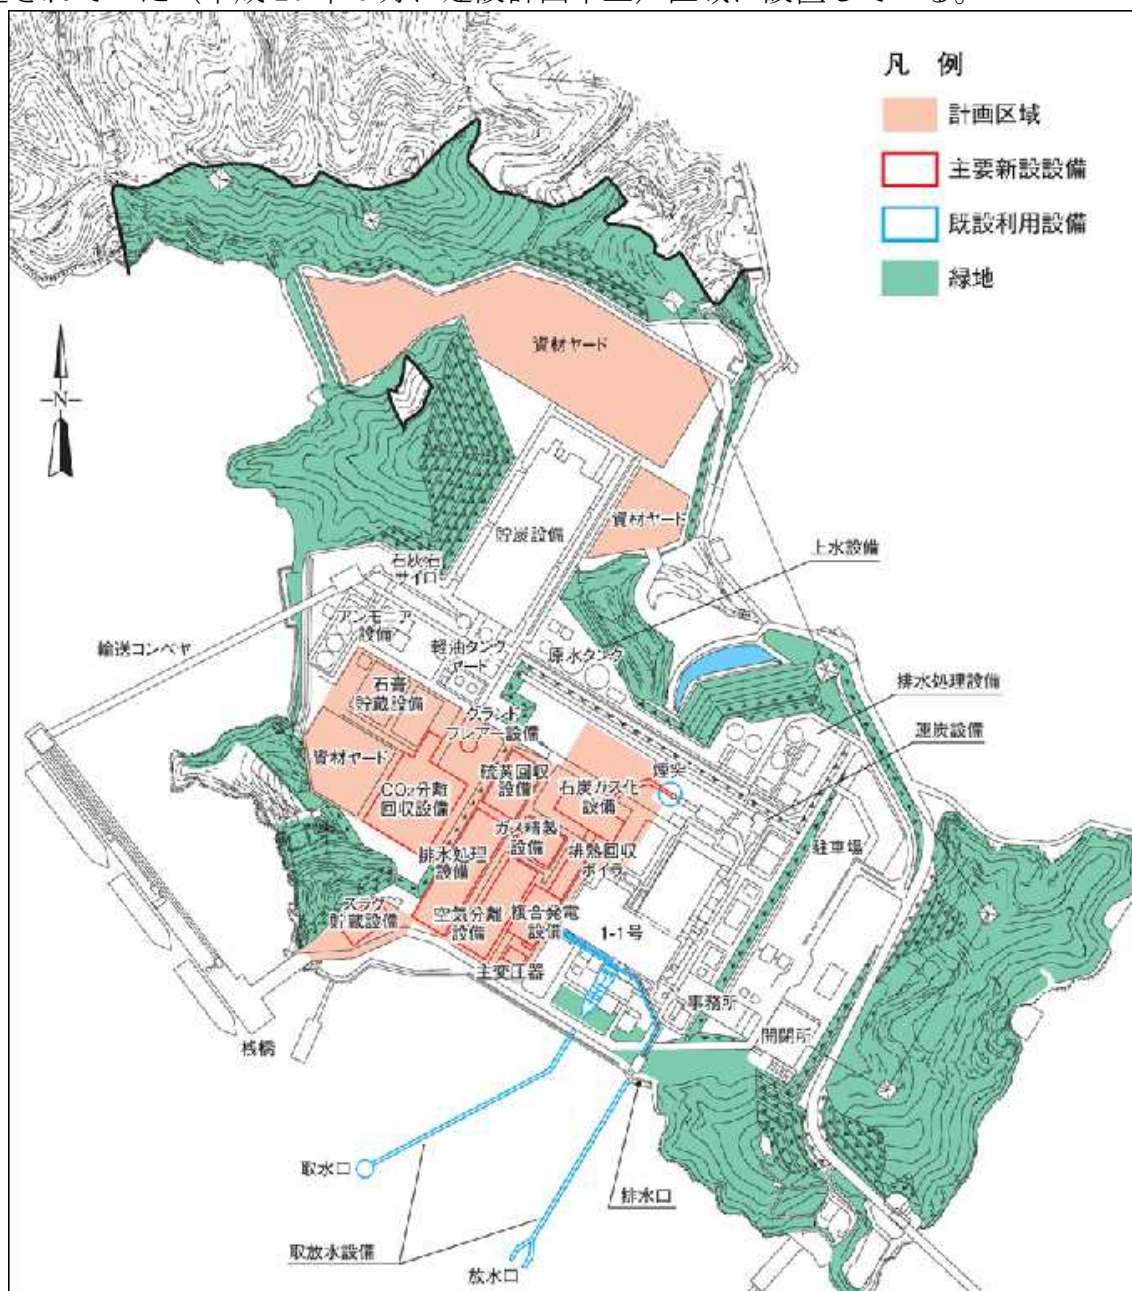 凡 例
計画区域
主要新設設備
既設利用設備
緑地
N
資材ヤード
資材ヤード
貯炭設備
上水設備
石灰石
サイロ
アンモニア
設備
輸送コンベヤ
軽油タンク
ヤード
原水タンク
排水処理設備
石膏
貯蔵設備
グランド
フレアー設備
運炭設備
資材ヤード
硫黄回収
設備
煙突
石炭ガス化
設備
CO₂分離
回収設備
ガス精製
設備
排熱回収
ボイラ
排水処理
設備
駐車場
スラグ
貯蔵設備
空気分離
設備
複合発電
設備
1-1号
主変圧器
事務所
開閉所
桟橋
取水口
排水口
取放水設備
放水口